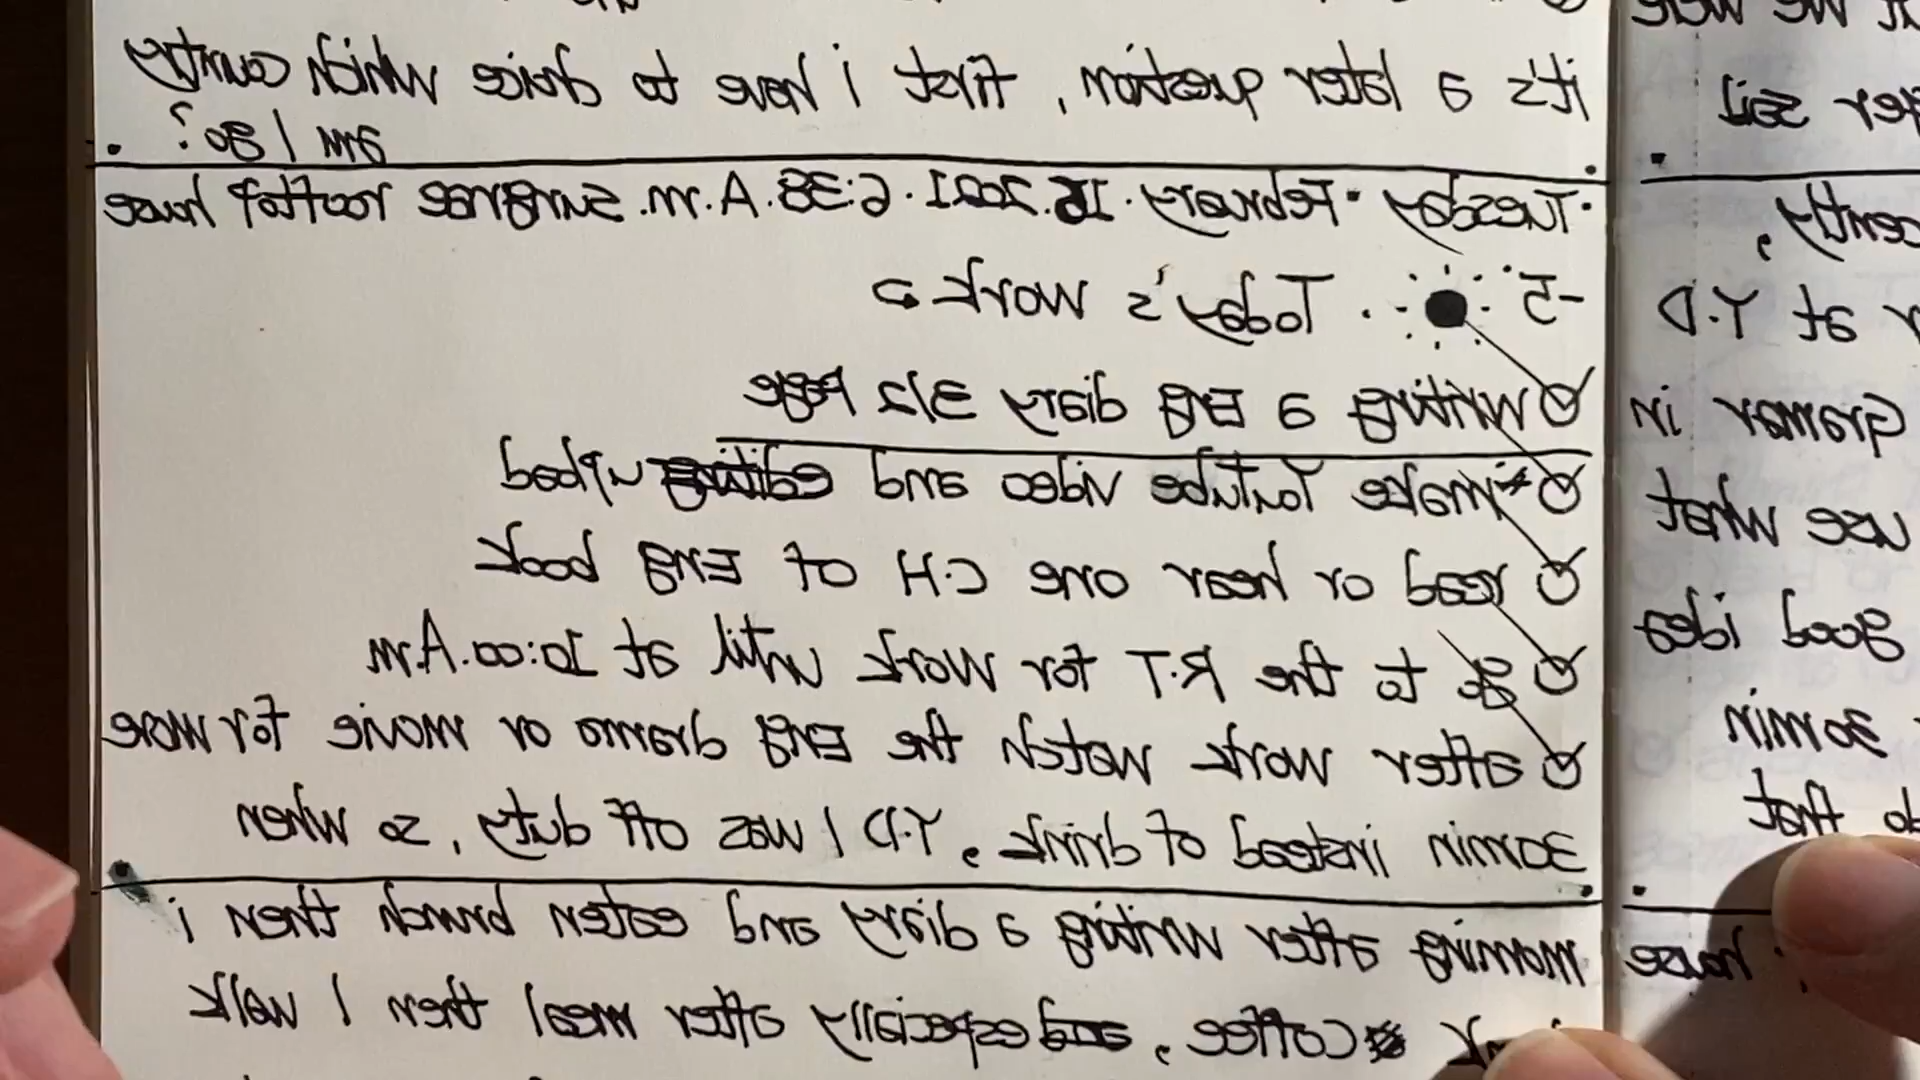 it's a later question, first i have to decide which country
am I go?
·Tuesday·February·16.2021·6:38.A.m.Sungnae rooftop house
-5 Today's work
writing a Eng diary 3/2 page
make Youtube video and editing upload
read or hear one C.H of Eng book
go to the R.T for work until at 10:00.A.m
after work watch the Eng drama or movie for more
30min instead of drink. Y.D I was off duty, so when
morning after writing a diary and eaten brunch then i
coffee, and especially after meal then I walk
we were
ter sail
cently,
r at Y.D
Gramar in
use what
good idea
30min
do that
house